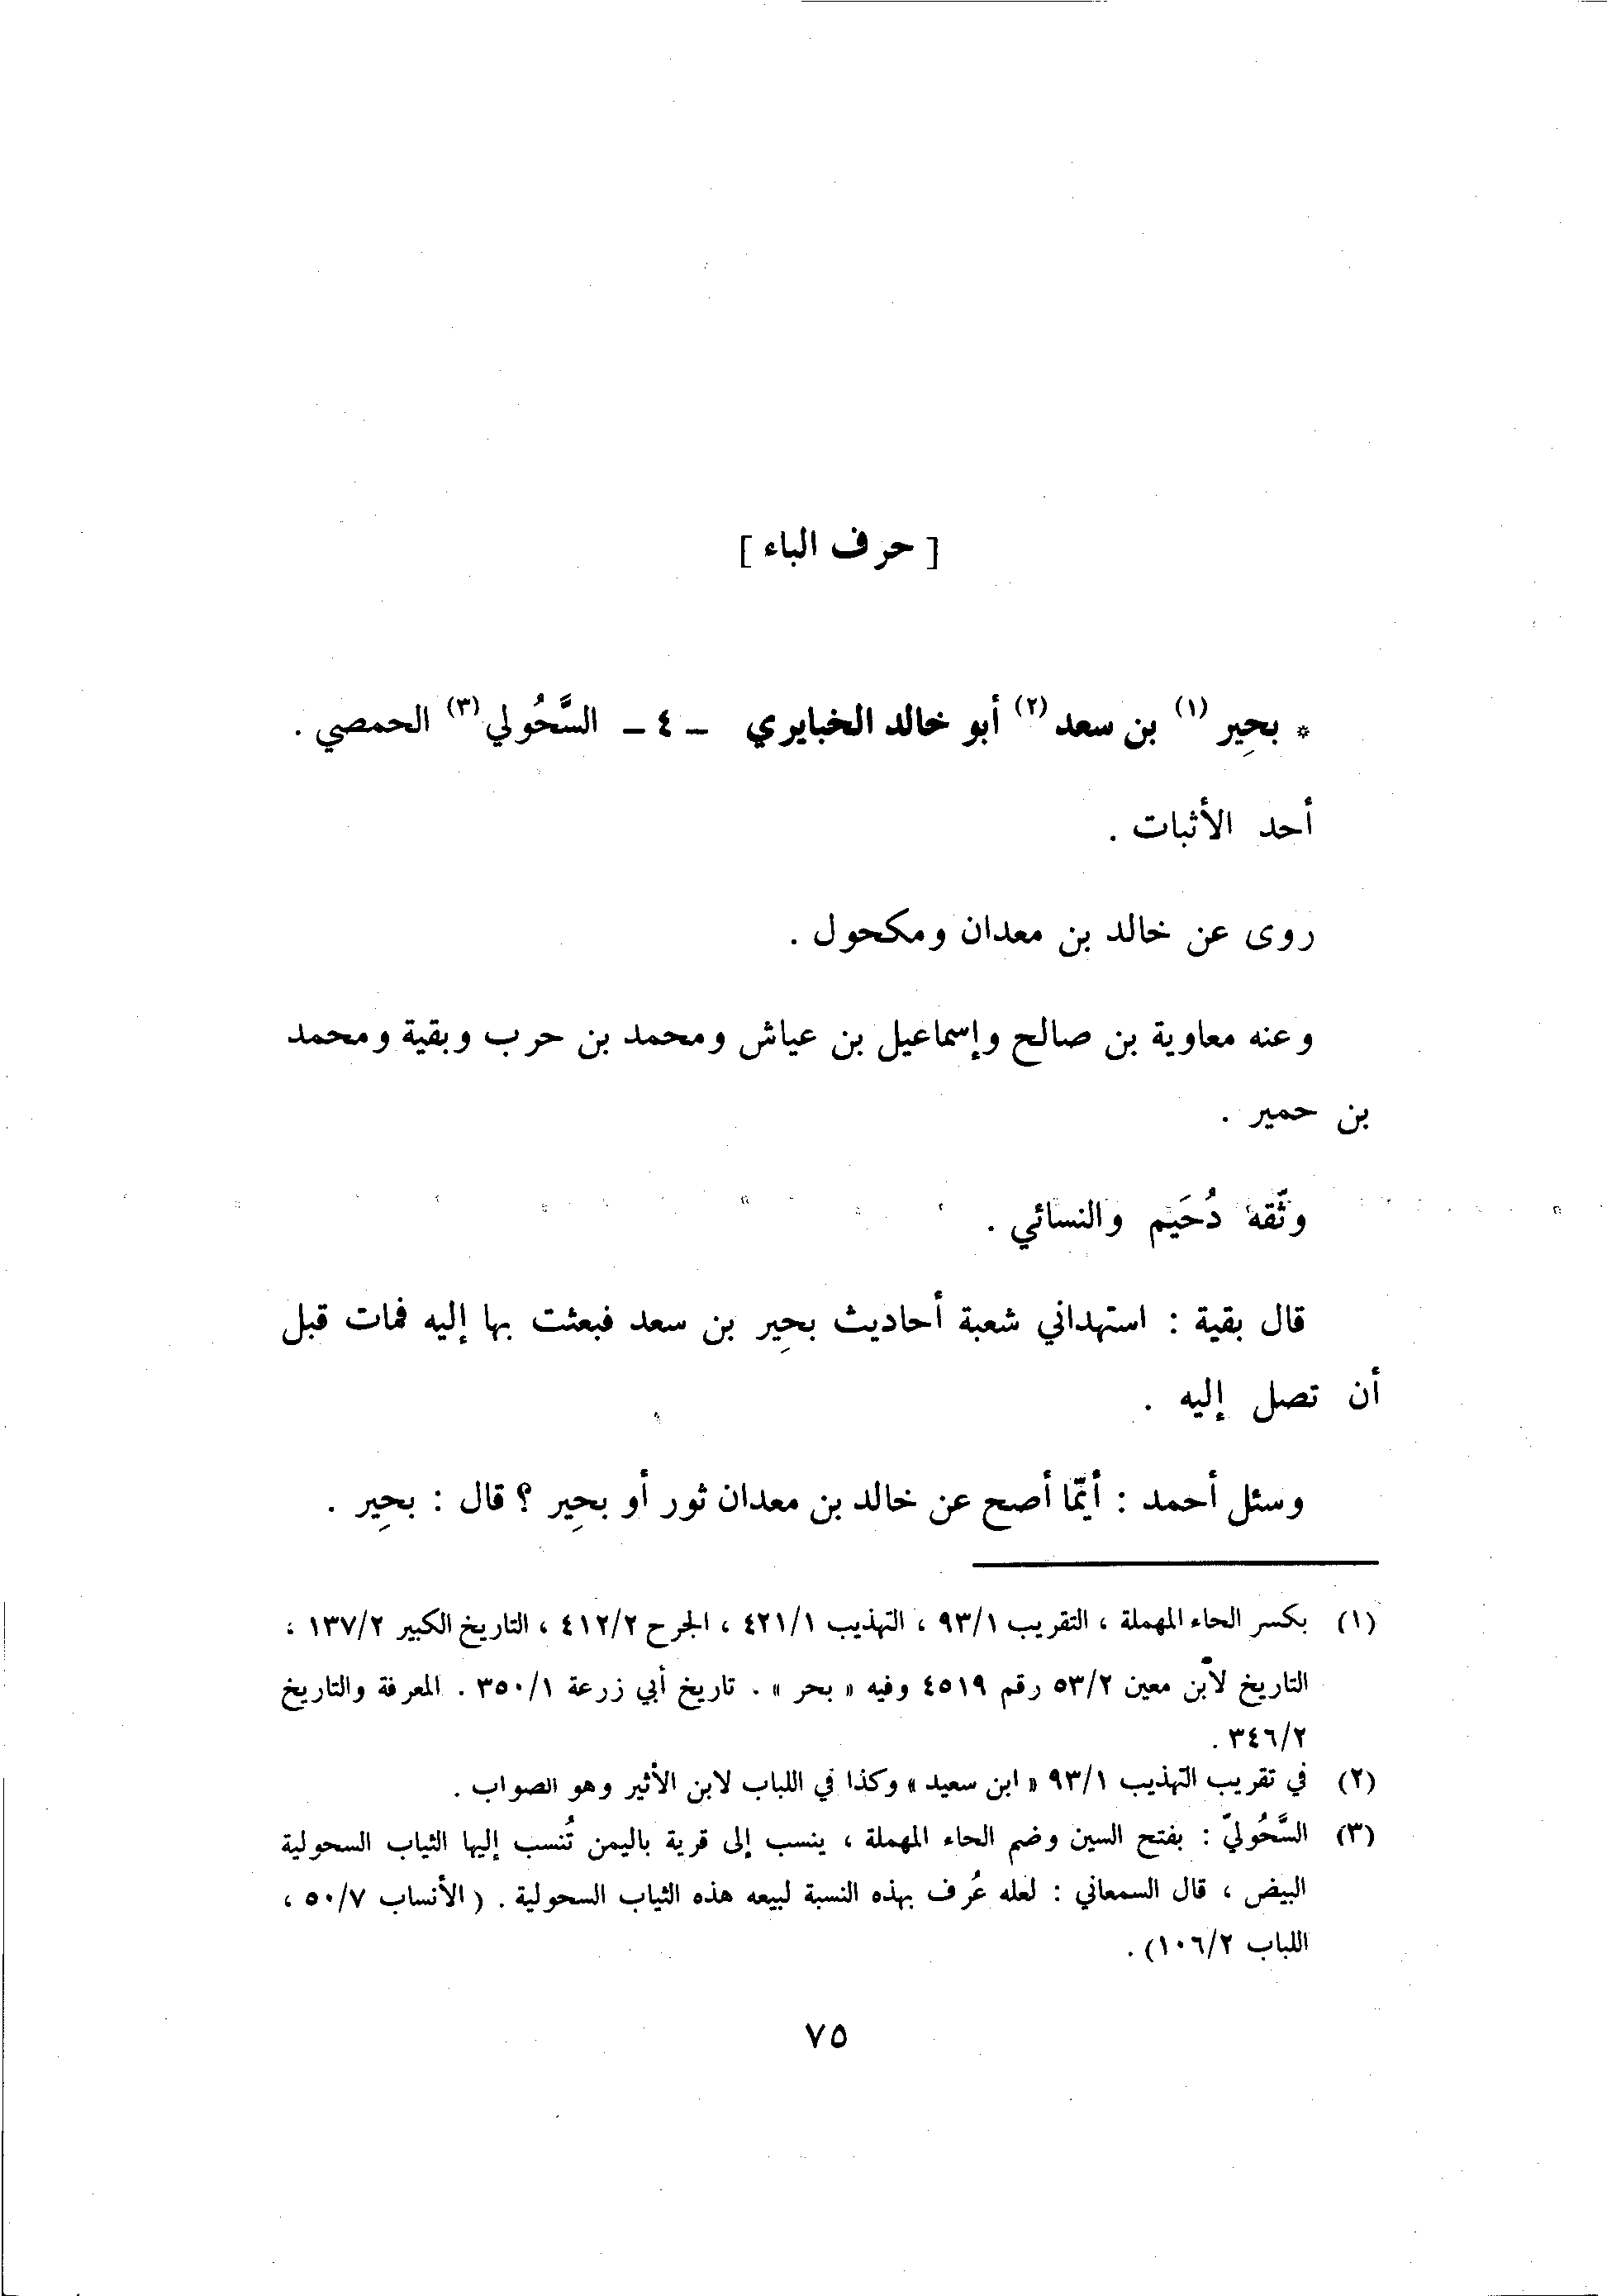 [ حرف الباء ]
* بحِير (١) بن سعد (٢) أبو خالد الخبايري – ٤ – السَّحُولي (٣) الحمصي .
أحد الأثبات .
روى عن خالد بن معدان ومكحول .
وعنه معاوية بن صالح وإسماعيل بن عياش ومحمد بن حرب وبقية ومحمد
بن حمير .
وثّقه دُحَيم والنسائي .
قال بقية : استهداني شعبة أحاديث بحِير بن سعد فبعثت بها إليه فمات قبل
أن تصل إليه .
وسئل أحمد : أيّما أصح عن خالد بن معدان ثور أو بحِير ؟ قال : بحِير .
(١) بكسر الحاء المهملة ، التقريب ٩٣/١ ، التهذيب ٤٢١/١ ، الجرح ٤١٢/٢ ، التاريخ الكبير ١٣٧/٢ ،
التاريخ لابن معين ٥٣/٢ رقم ٤٥١٩ وفيه « بحر » . تاريخ أبي زرعة ٣٥٠/١ . المعرفة والتاريخ
٣٤٦/٢ .
(٢) في تقريب التهذيب ٩٣/١ « ابن سعيد » وكذا في اللباب لابن الأثير وهو الصواب .
(٣) السَّحُوليّ : بفتح السين وضم الحاء المهملة ، ينسب إلى قرية باليمن تُنسب إليها الثياب السحولية
البيض ، قال السمعاني : لعله عُرف بهذه النسبة لبيعه هذه الثياب السحولية . ( الأنساب ٥٠/٧ ،
اللباب ١٠٦/٢) .
٧٥